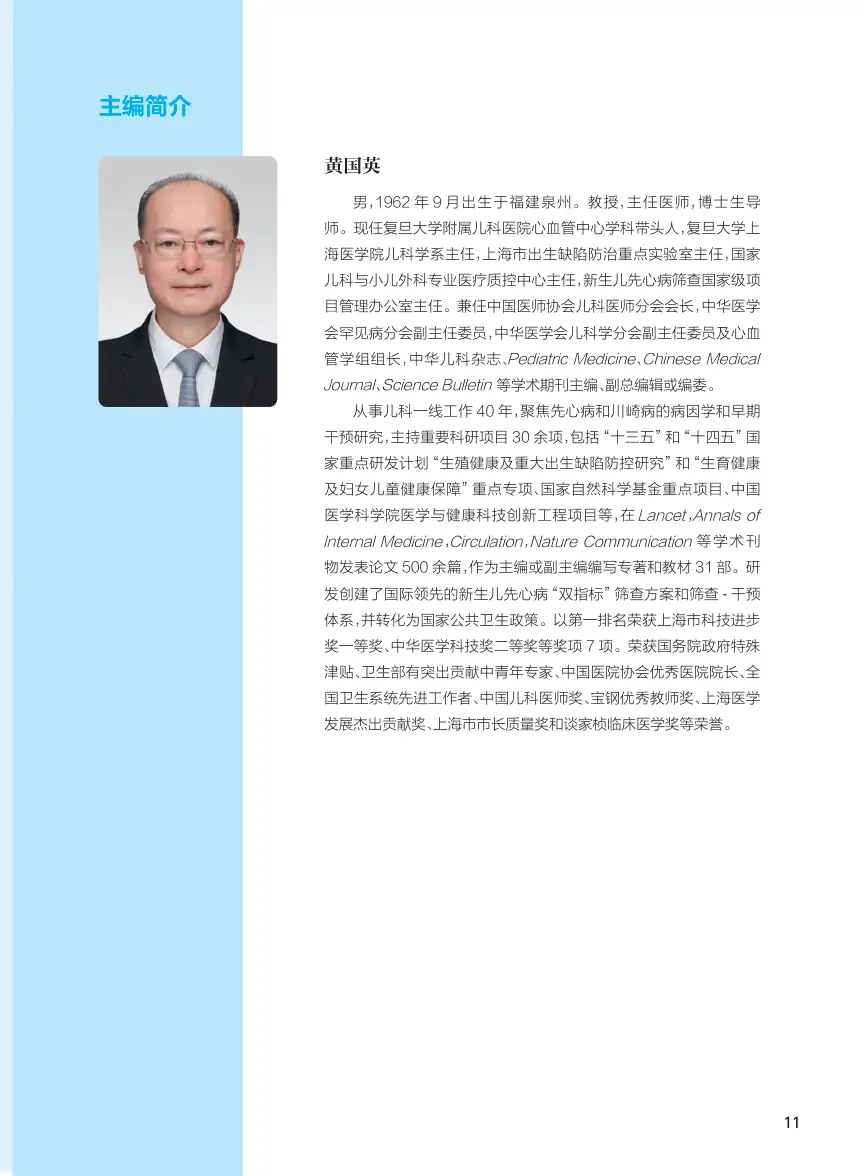 主编简介
黄国英
男，1962 年 9 月出生于福建泉州。教授，主任医师，博士生导
师。现任复旦大学附属儿科医院心血管中心学科带头人，复旦大学上
海医学院儿科学系主任，上海市出生缺陷防治重点实验室主任，国家
儿科与小儿外科专业医疗质控中心主任，新生儿先心病筛查国家级项
目管理办公室主任。兼任中国医师协会儿科医师分会会长，中华医学
会罕见病分会副主任委员，中华医学会儿科学分会副主任委员及心血
管学组组长，中华儿科杂志、Pediatric Medicine、Chinese Medical
Journal、Science Bulletin 等学术期刊主编、副总编辑或编委。
从事儿科一线工作 40 年，聚焦先心病和川崎病的病因学和早期
干预研究，主持重要科研项目 30 余项，包括“十三五”和“十四五”国
家重点研发计划“生殖健康及重大出生缺陷防控研究”和“生育健康
及妇女儿童健康保障”重点专项、国家自然科学基金重点项目、中国
医学科学院医学与健康科技创新工程项目等，在 Lancet，Annals of
Internal Medicine，Circulation，Nature Communication 等学术刊
物发表论文 500 余篇，作为主编或副主编编写专著和教材 31 部。研
发创建了国际领先的新生儿先心病“双指标”筛查方案和筛查 - 干预
体系，并转化为国家公共卫生政策。以第一排名荣获上海市科技进步
奖一等奖、中华医学科技奖二等奖等奖项 7 项。荣获国务院政府特殊
津贴、卫生部有突出贡献中青年专家、中国医院协会优秀医院院长、全
国卫生系统先进工作者、中国儿科医师奖、宝钢优秀教师奖、上海医学
发展杰出贡献奖、上海市市长质量奖和谈家桢临床医学奖等荣誉。
11